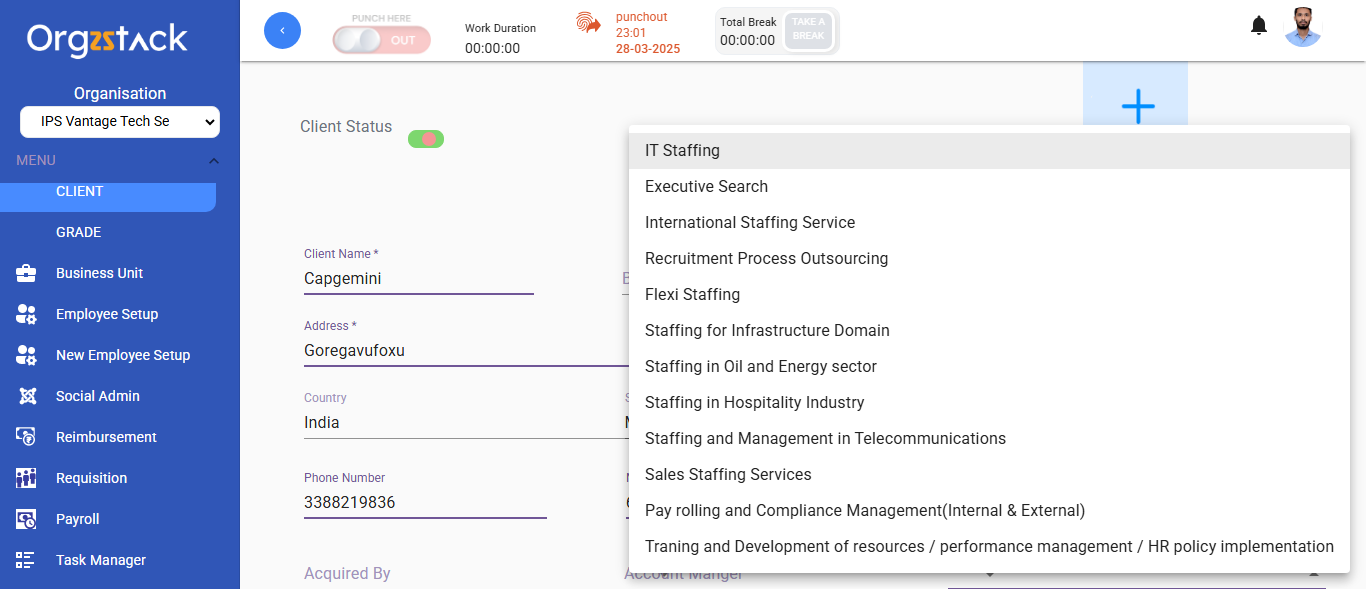 Orgzstack
Organisation
IPS Vantage Tech Se
MENU
CLIENT
GRADE
Business Unit
Employee Setup
New Employee Setup
Social Admin
Reimbursement
Requisition
Payroll
Task Manager
PUNCH HERE
OUT
Work Duration
00:00:00
punchout
23:01
28-03-2025
Total Break
00:00:00
TAKE A
BREAK
Client Status
Client Name *
Capgemini
Address *
Goregavufoxu
Country
India
Phone Number
3388219836
Acquired By
Account Manger
IT Staffing
Executive Search
International Staffing Service
Recruitment Process Outsourcing
Flexi Staffing
Staffing for Infrastructure Domain
Staffing in Oil and Energy sector
Staffing in Hospitality Industry
Staffing and Management in Telecommunications
Sales Staffing Services
Pay rolling and Compliance Management(Internal & External)
Traning and Development of resources / performance management / HR policy implementation